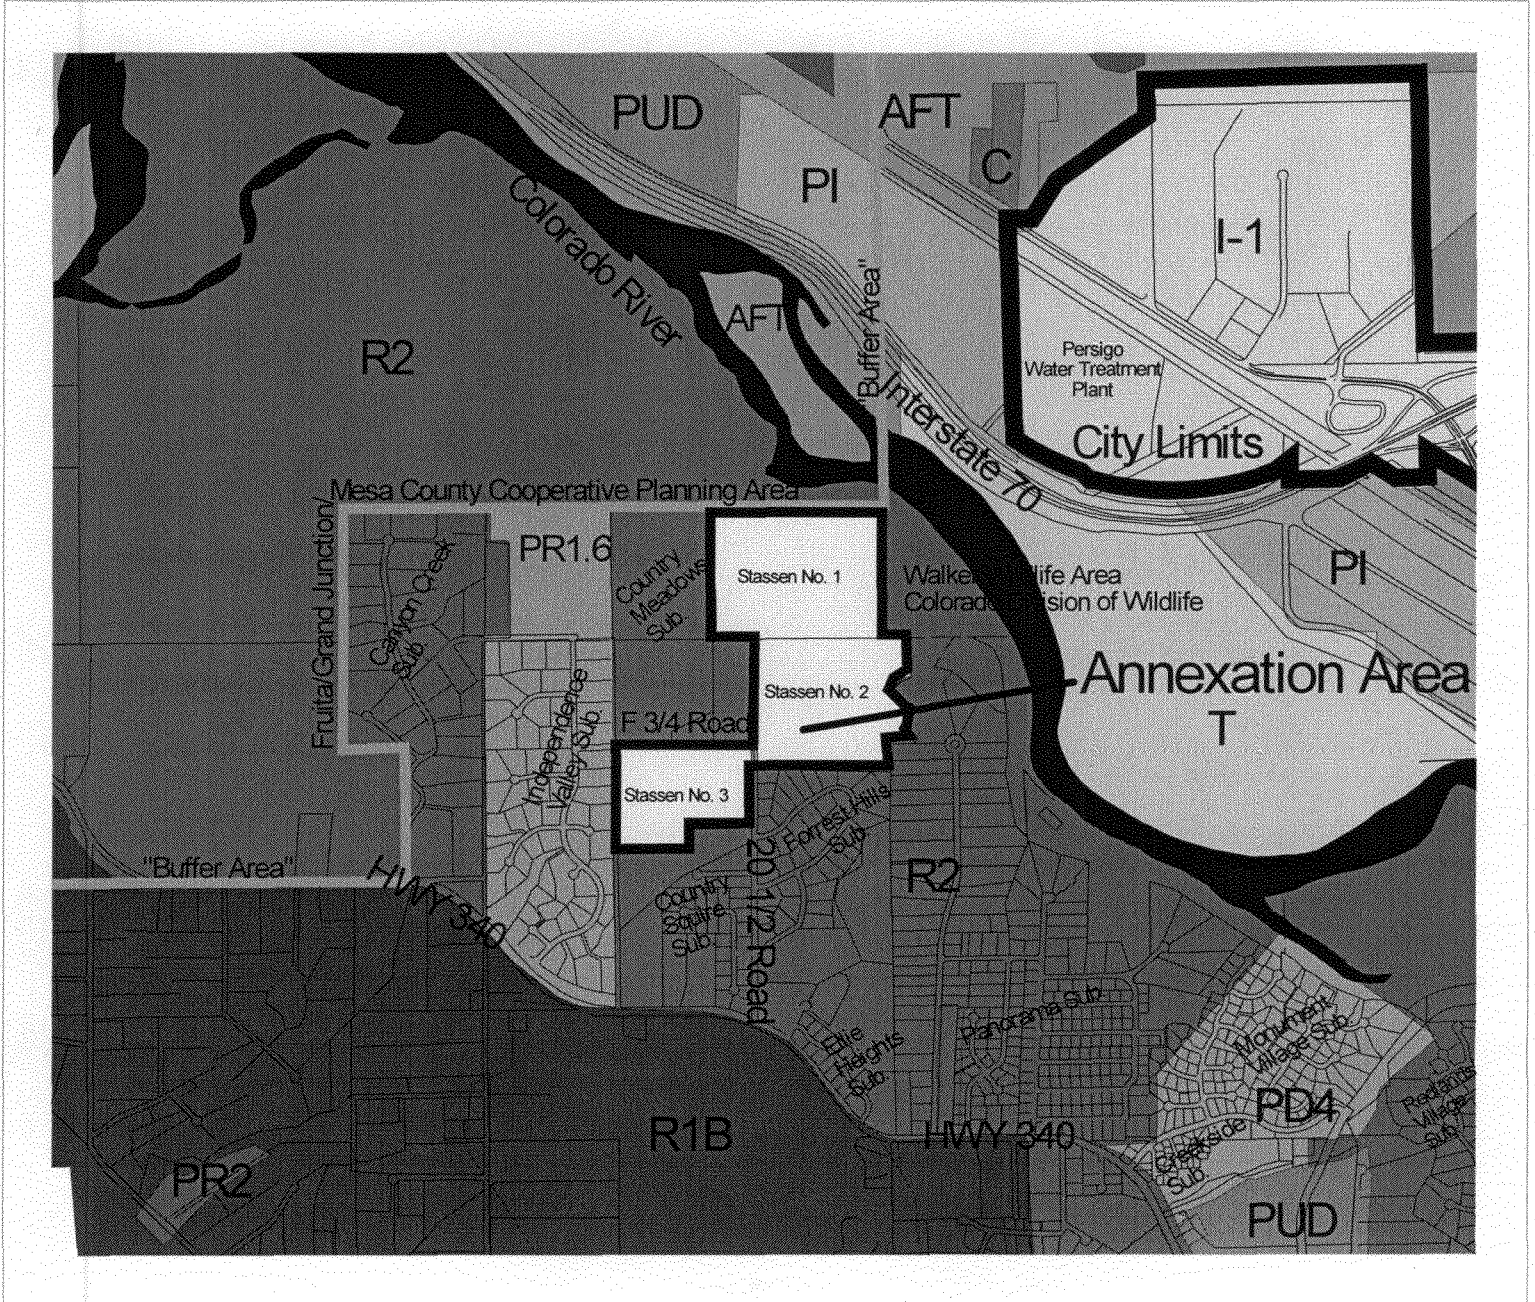 PUD
AFT
C
PI
I-1
Colorado River
AFT
"Buffer Area"
R2
Persigo
Water Treatment
Plant
Interstate 70
City Limits
Mesa County Cooperative Planning Area
Fruita/Grand Junction/
PR1.6
Canyon Creek
Sub.
Country
Meadows
Sub.
Stassen No. 1
Walker
Area
Colorado
of Wildlife
PI
Annexation Area
T
Stassen No. 2
F 3/4 Road
Independence
Valley Sub.
Stassen No. 3
Forrest Hills
Sub
"Buffer Area"
HWY 340
20 1/2 Road
Country
Squire
Sub.
R2
Panorama Sub.
Effie
Heights
Sub.
Monument
Village Sub.
PD4
Redlands
Village
Sub.
R1B
HWY 340
Creekside
Sub.
PR2
PUD